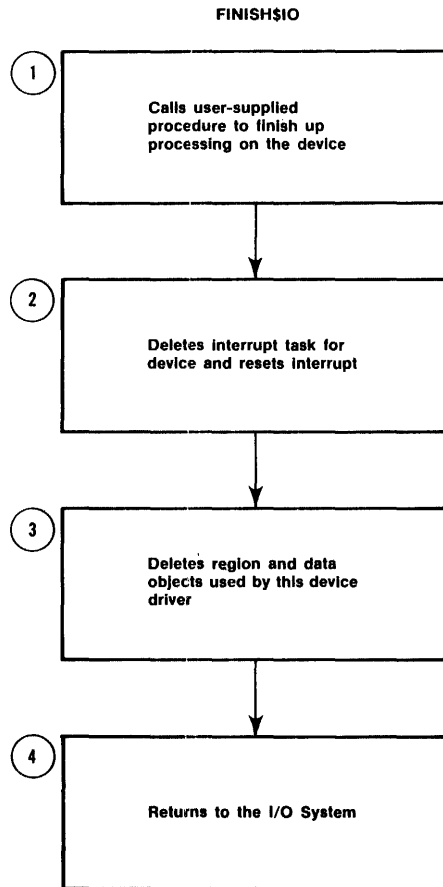 FINISH$IO
1
Calls user-supplied
procedure to finish up
processing on the device
2
Deletes interrupt task for
device and resets interrupt
3
Deletes region and data
objects used by this device
driver
4
Returns to the I/O System